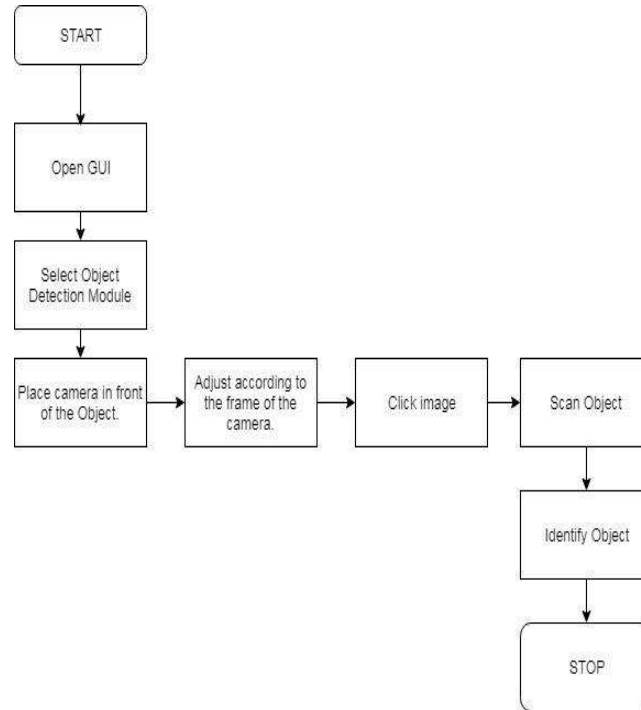 START
Open GUI
Select Object
Detection Module
Place camera in front
of the Object.
Adjust according to
the frame of the
camera.
Click image
Scan Object
Identify Object
STOP